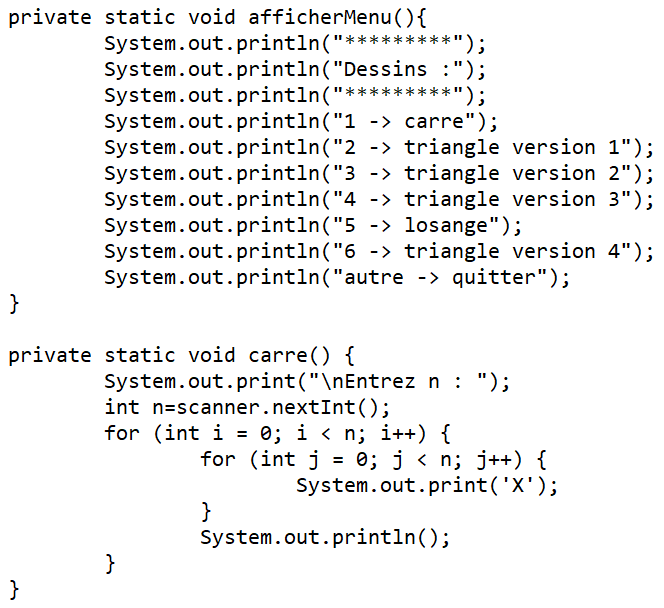 private static void afficherMenu(){
        System.out.println("*********");
        System.out.println("Dessins :");
        System.out.println("*********");
        System.out.println("1 -> carre");
        System.out.println("2 -> triangle version 1");
        System.out.println("3 -> triangle version 2");
        System.out.println("4 -> triangle version 3");
        System.out.println("5 -> losange");
        System.out.println("6 -> triangle version 4");
        System.out.println("autre -> quitter");
}

private static void carre() {
        System.out.print("\nEntrez n : ");
        int n=scanner.nextInt();
        for (int i = 0; i < n; i++) {
                for (int j = 0; j < n; j++) {
                        System.out.print('X');
                }
                System.out.println();
        }
}